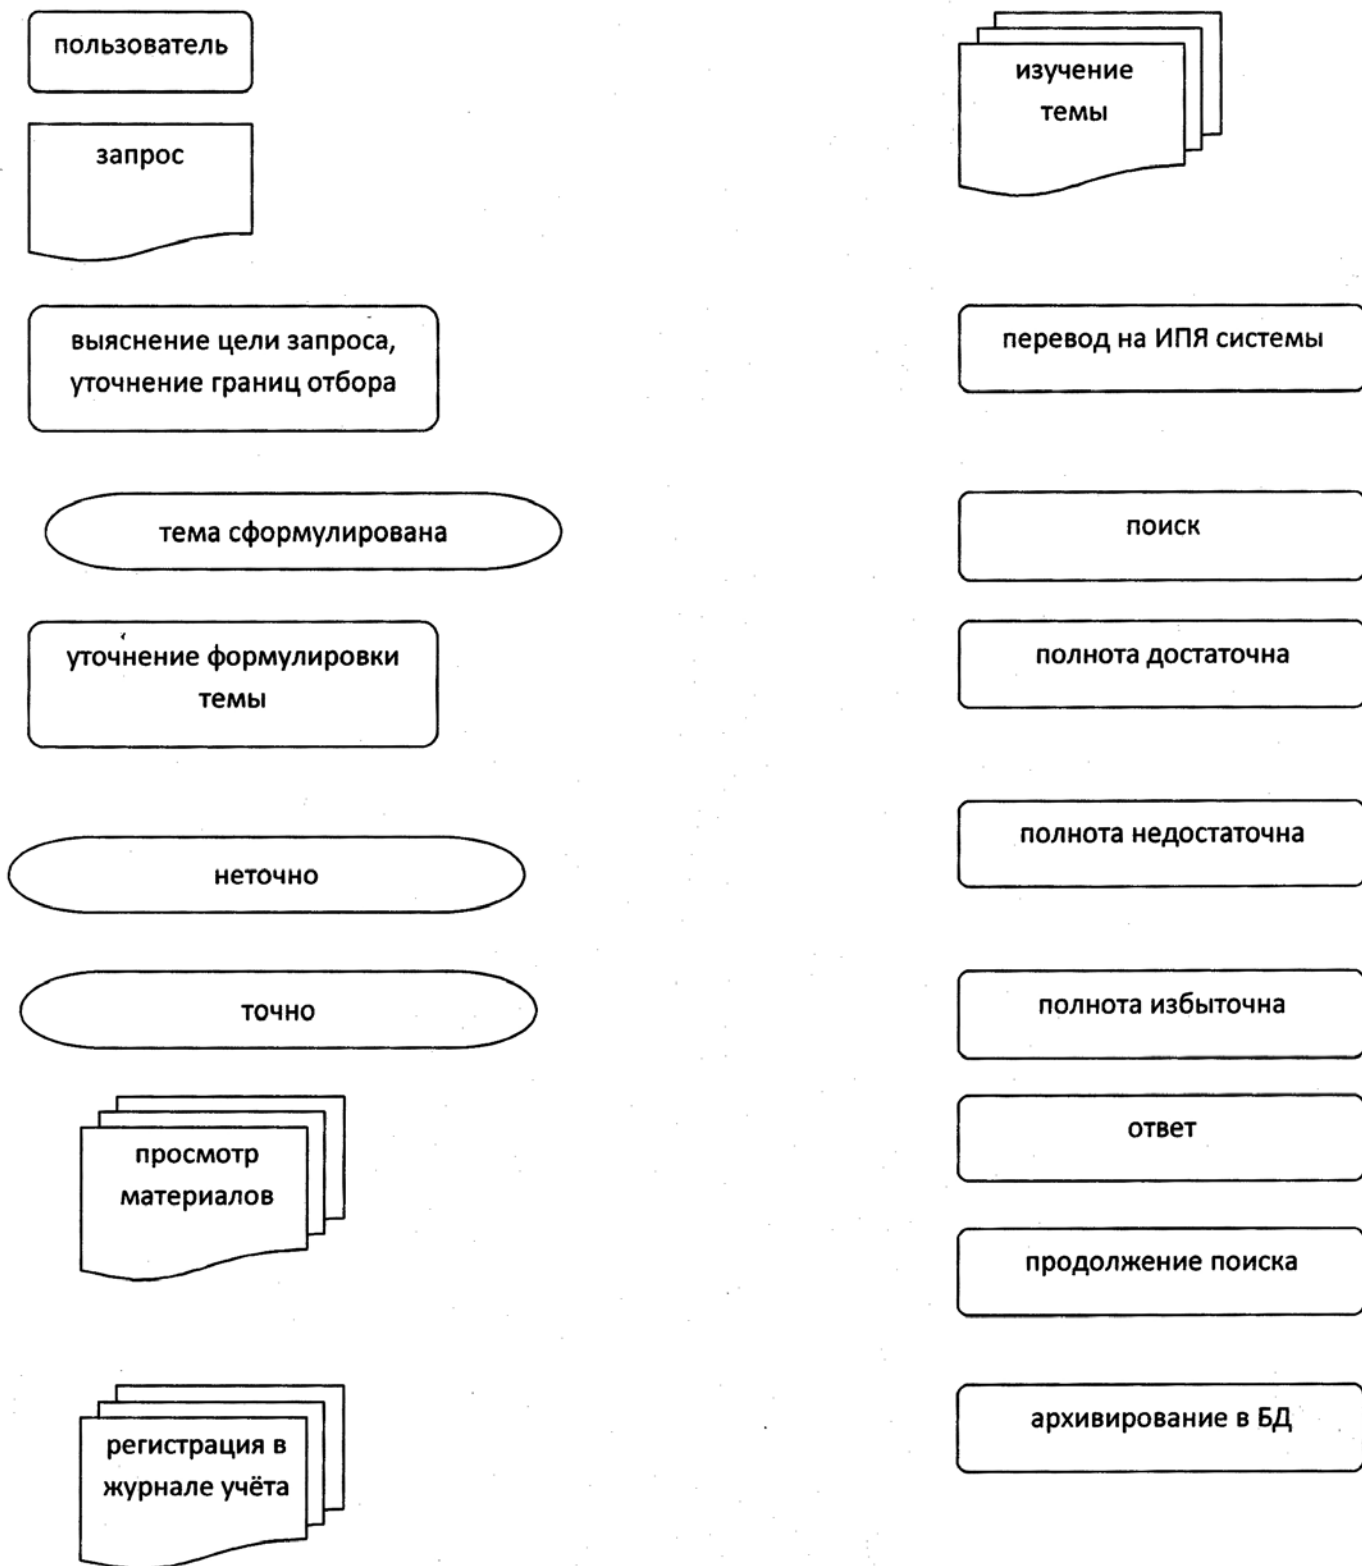 пользователь
запрос
выяснение цели запроса,
уточнение границ отбора
тема сформулирована
уточнение формулировки
темы
неточно
точно
просмотр
материалов
регистрация в
журнале учёта
изучение
темы
перевод на ИПЯ системы
поиск
полнота достаточна
полнота недостаточна
полнота избыточна
ответ
продолжение поиска
архивирование в БД